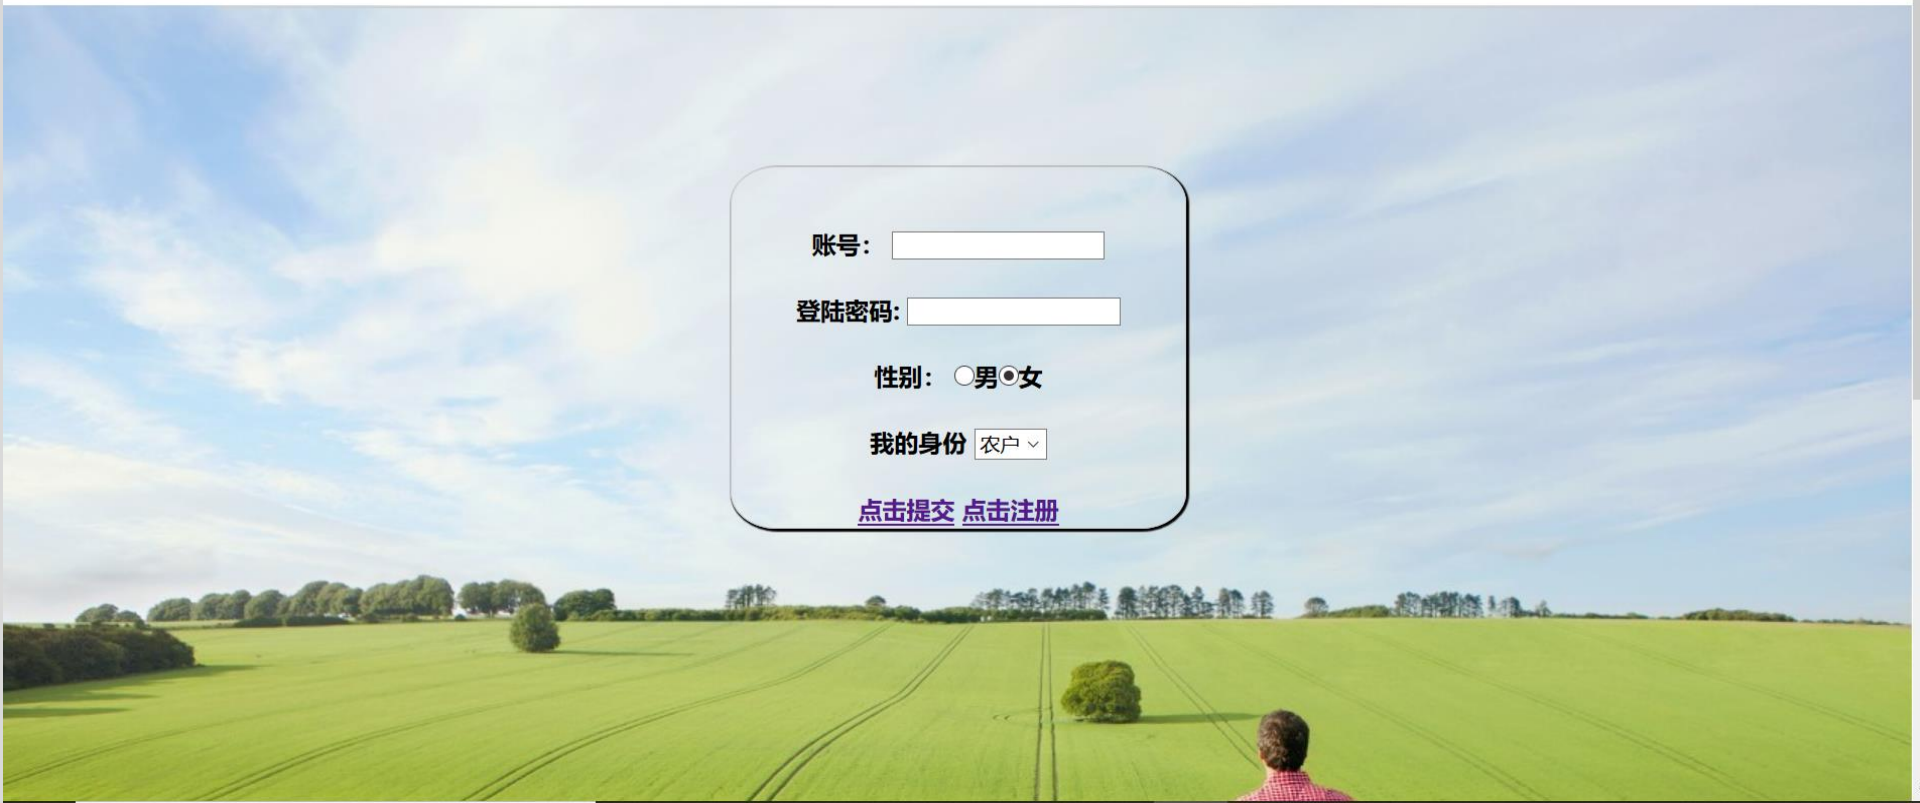 账号：
登陆密码:
性别： 男女
我的身份 农户
点击提交 点击注册